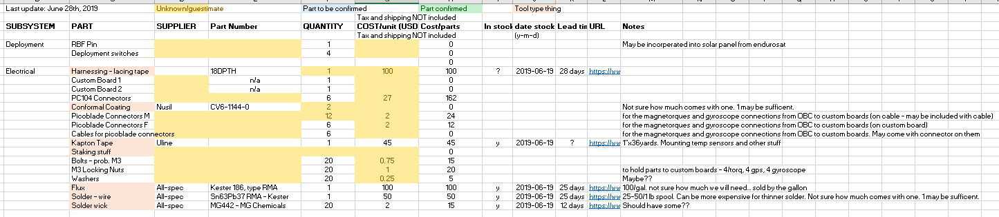 Last update: June 28th, 2019 Unknown/guestimate Part to be confirmed Part confirmed Tool type thing
Tax and shipping NOT included
SUBSYSTEM PART SUPPLIER Part Number QUANTITY COST/unit (USD Cost/parts In stock date stock Lead tim URL Notes
Tax and shipping NOT included (y-m-d)
Deployment RBF Pin 1 0 May be incorperated into solar panel from endurosat
Deployment switches 4 0
0
Electrical Harnessing - lacing tape 18DPTH 1 100 100 ? 2019-06-19 28 days https://ww
Custom Board 1 n/a 1 0
Custom Board 2 n/a 1 0
PC104 Connectors 6 27 162
Conformal Coating Nusil CV6-1144-0 2 0 Not sure how much comes with one. 1 may be sufficent.
Picoblade Connectors M 12 2 24 for the magnetorques and gyroscope connections from OBC to custom boards (on cable - may be included with cable)
Picoblade Connectors F 6 2 12 for the magnetorques and gyroscope connections from OBC to custom boards (on custom board)
Cables for picoblade connectors 6 0 for the magnetorques and gyroscope connections from OBC to custom boards. May come with connector on them
Kapton Tape Uline 1 45 45 y 2019-06-19 ? https://ww 1"x36yards. Mounting temp sensors and other stuff
Staking stuff 0
Bolts - prob. M3 20 0.75 15
M3 Locking Nuts 20 1 20 to hold parts to custom boards - 4/torq, 4 gps, 4 gyroscope
Washers 20 0.25 5 Maybe??
Flux All-spec Kester 186, type RMA 1 100 100 y 2019-06-19 25 days https://ww 100/gal. not sure how much we will need... sold by the gallon
Solder - wire All-spec Sn63Pb37 RMA - Kester 1 50 50 y 2019-06-19 25 days https://ww 25-50/1 lb spool. Can be more expensive for thinner solder. Not sure how much comes with one. 1 may be sufficent.
Solder wick All-spec MG442 - MG Chemicals 20 2 15 y 2019-06-19 12 days https://ww Should have some??